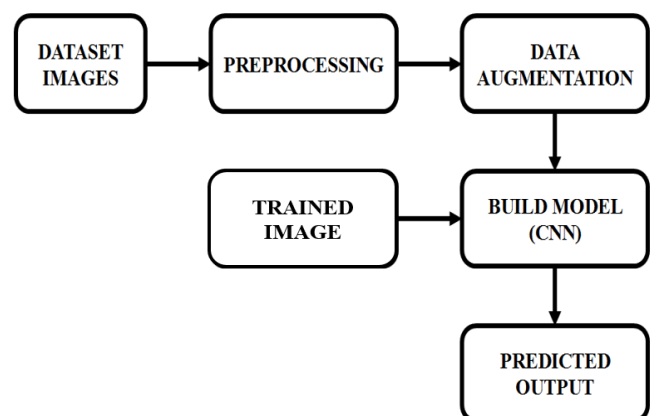 DATASET
IMAGES
PREPROCESSING
DATA
AUGMENTATION
TRAINED
IMAGE
BUILD MODEL
(CNN)
PREDICTED
OUTPUT